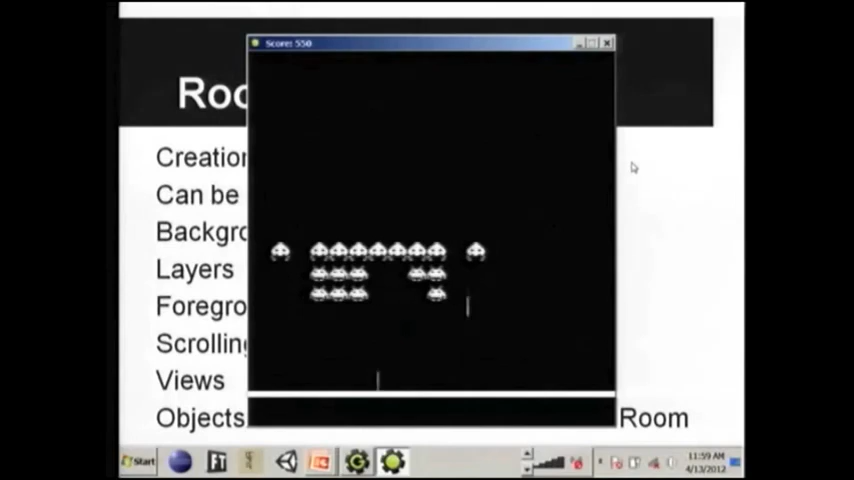 Score: 550
Roo
Creation
Can be
Backgro
Layers
Foregro
Scrolling
Views
Objects
Room
Start
FT
11:59 AM
4/13/2012